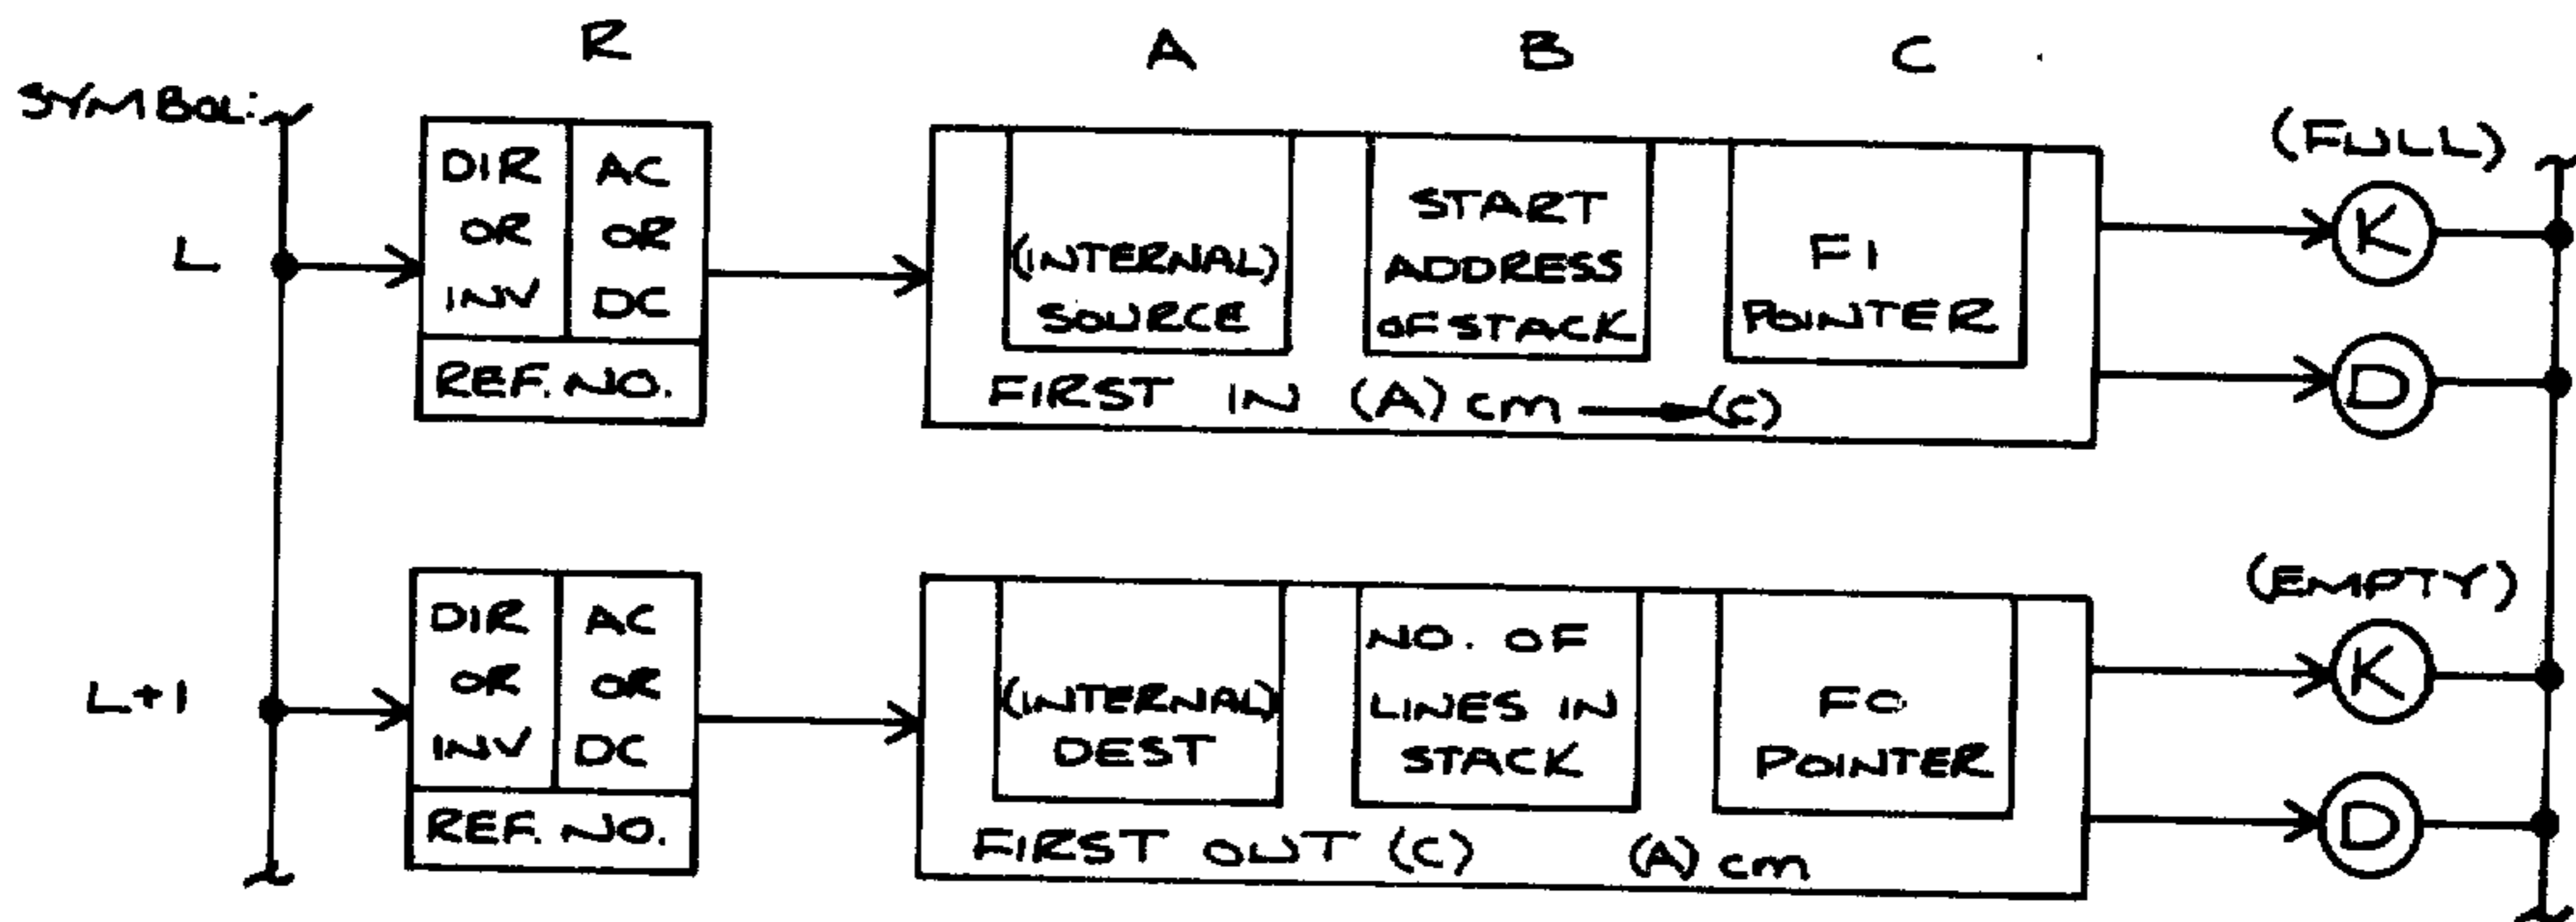 R A B C
SYMBOL:
L
DIR
OR
INV
AC
OR
DC
REF. NO.
(INTERNAL)
SOURCE
START
ADDRESS
OF STACK
FI
POINTER
FIRST IN (A) cm → (C)
(FULL)
K
D
L+1
DIR
OR
INV
AC
OR
DC
REF. NO.
(INTERNAL)
DEST
NO. OF
LINES IN
STACK
FO
POINTER
FIRST OUT (C) (A) cm
(EMPTY)
K
D